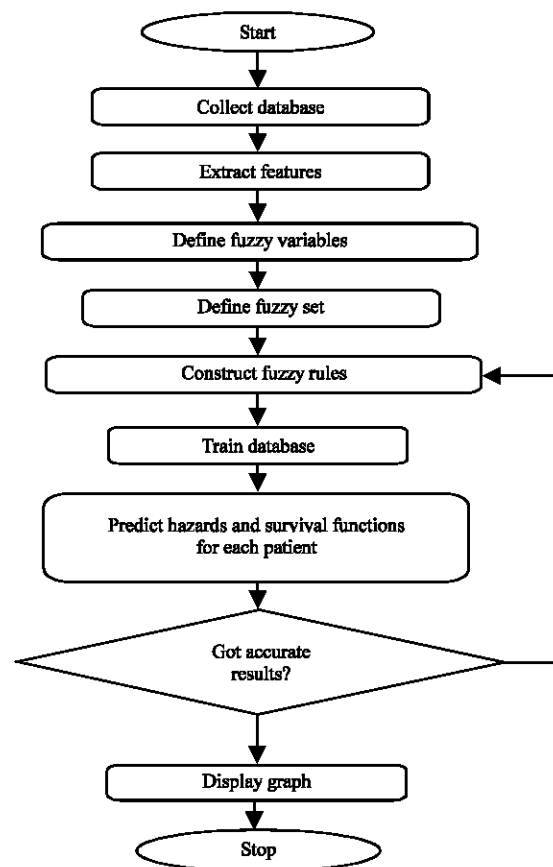 Start
Collect database
Extract features
Define fuzzy variables
Define fuzzy set
Construct fuzzy rules
Train database
Predict hazards and survival functions
for each patient
Got accurate
results?
Display graph
Stop